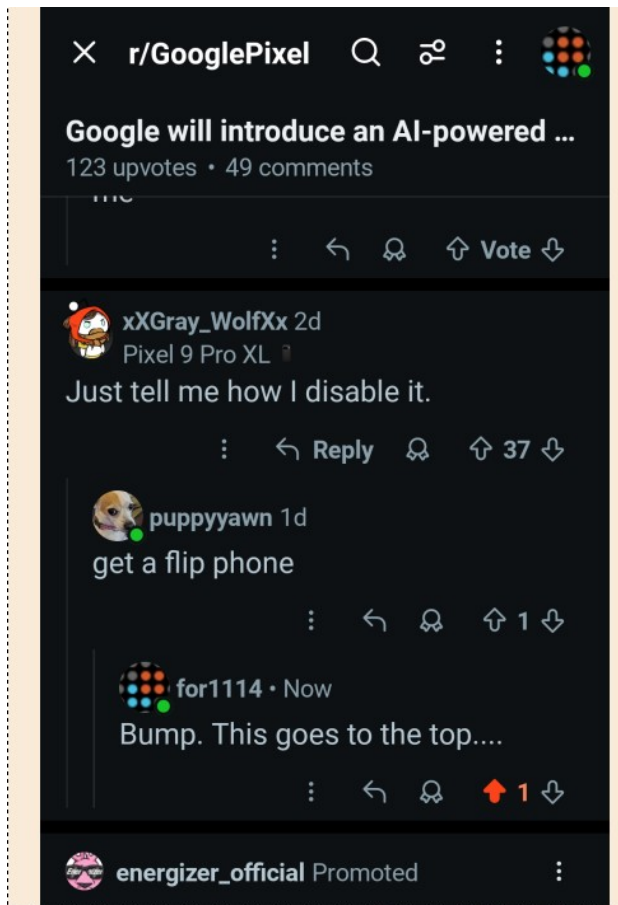 r/GooglePixel
Google will introduce an AI-powered ...
123 upvotes • 49 comments
me
Vote
xXGray_WolfXx 2d
Pixel 9 Pro XL
Just tell me how I disable it.
Reply 37
puppyyawn 1d
get a flip phone
1
for1114 • Now
Bump. This goes to the top....
1
energizer_official Promoted